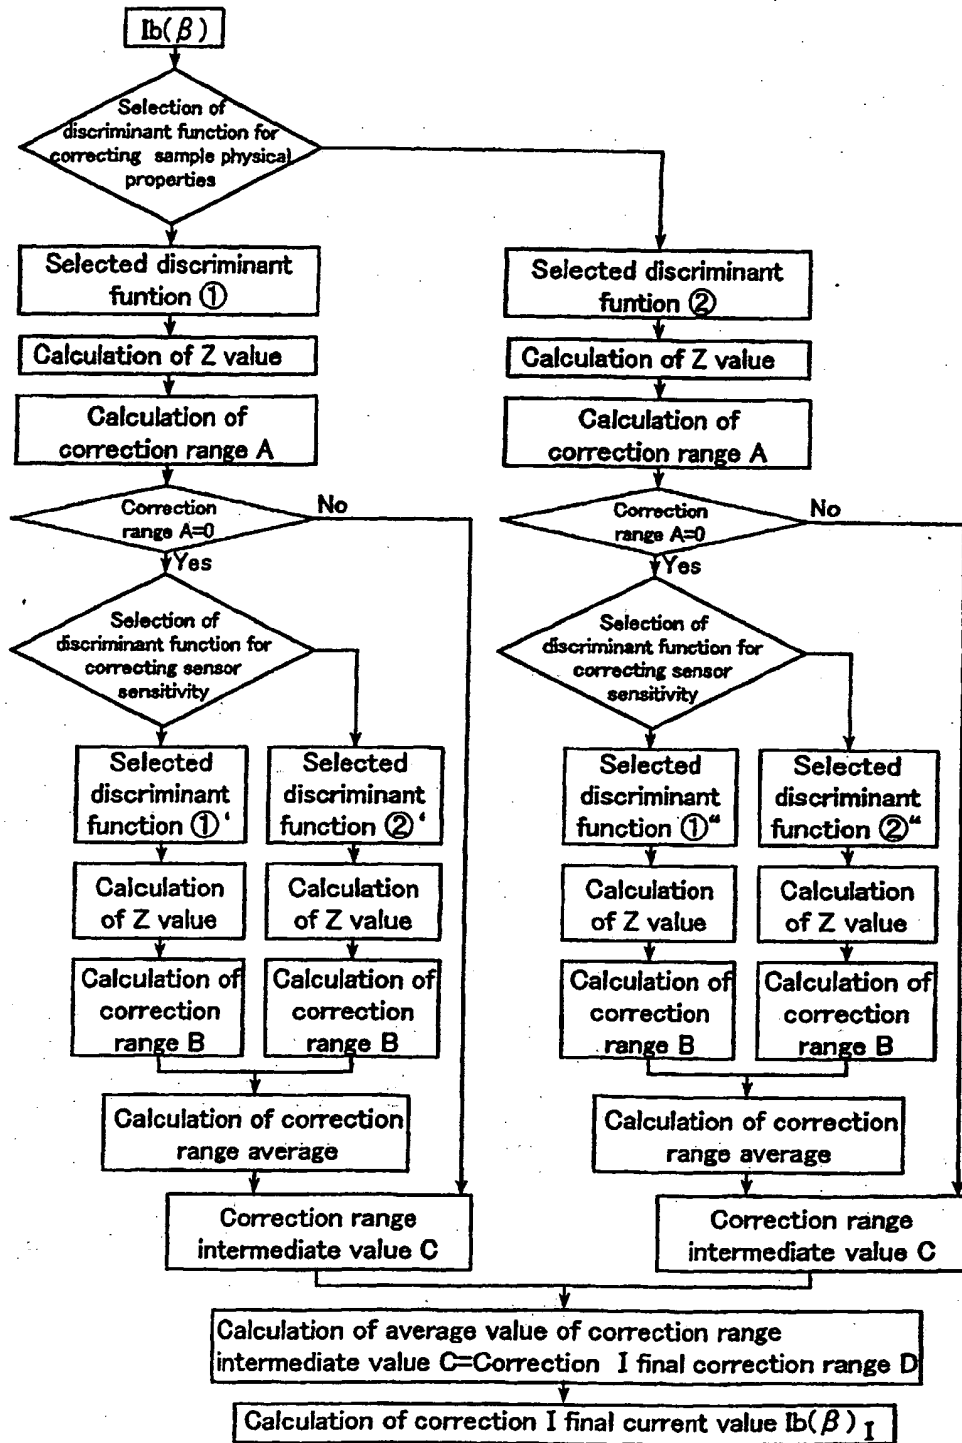 Ib(β)
Selection of
discriminant function for
correcting sample physical
properties
Selected discriminant
funtion ①
Calculation of Z value
Calculation of
correction range A
Correction
range A=0
No
Yes
Selection of
discriminant function for
correcting sensor
sensitivity
Selected
discriminant
function ①‘
Calculation
of Z value
Calculation of
correction
range B
Selected
discriminant
function ②‘
Calculation
of Z value
Calculation of
correction
range B
Calculation of correction
range average
Correction range
intermediate value C
Selected discriminant
funtion ②
Calculation of Z value
Calculation of
correction range A
Correction
range A=0
No
Yes
Selection of
discriminant function for
correcting sensor
sensitivity
Selected
discriminant
function ①“
Calculation
of Z value
Calculation of
correction
range B
Selected
discriminant
function ②“
Calculation
of Z value
Calculation of
correction
range B
Calculation of correction
range average
Correction range
intermediate value C
Calculation of average value of correction range
intermediate value C=Correction I final correction range D
Calculation of correction I final current value Ib(β) I